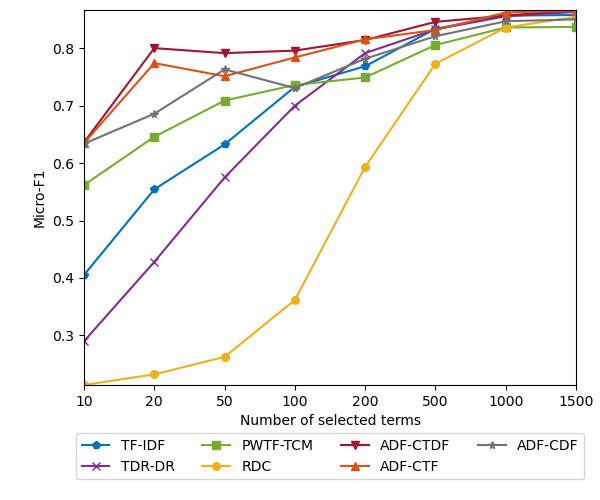 0.8
0.7
0.6
0.5
0.4
0.3
Micro-F1
10 20 50 100 200 500 1000 1500
Number of selected terms
TF-IDF PWTF-TCM ADF-CTDF ADF-CDF
TDR-DR RDC ADF-CTF